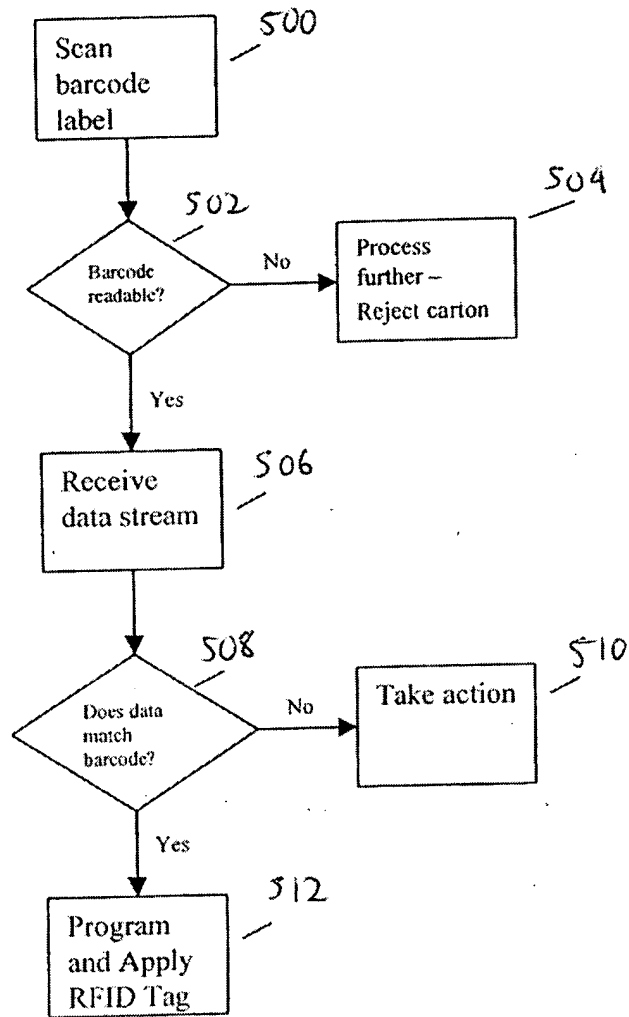 500
Scan
barcode
label
502
504
Barcode
readable?
No
Process
further –
Reject carton
Yes
506
Receive
data stream
508
510
Does data
match
barcode?
No
Take action
Yes
512
Program
and Apply
RFID Tag